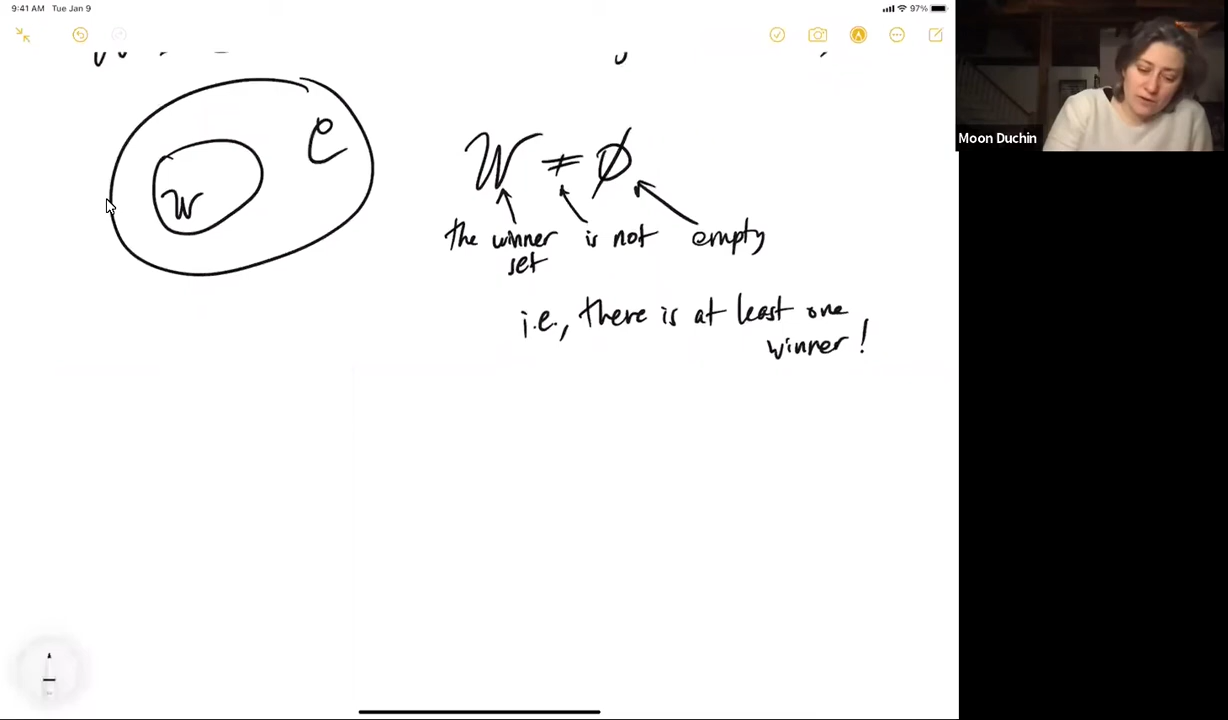 9:41 AM Tue Jan 9
97%
Moon Duchin
C
W
W ≠ ∅
the winner is not empty
set
i.e., there is at least one
winner!